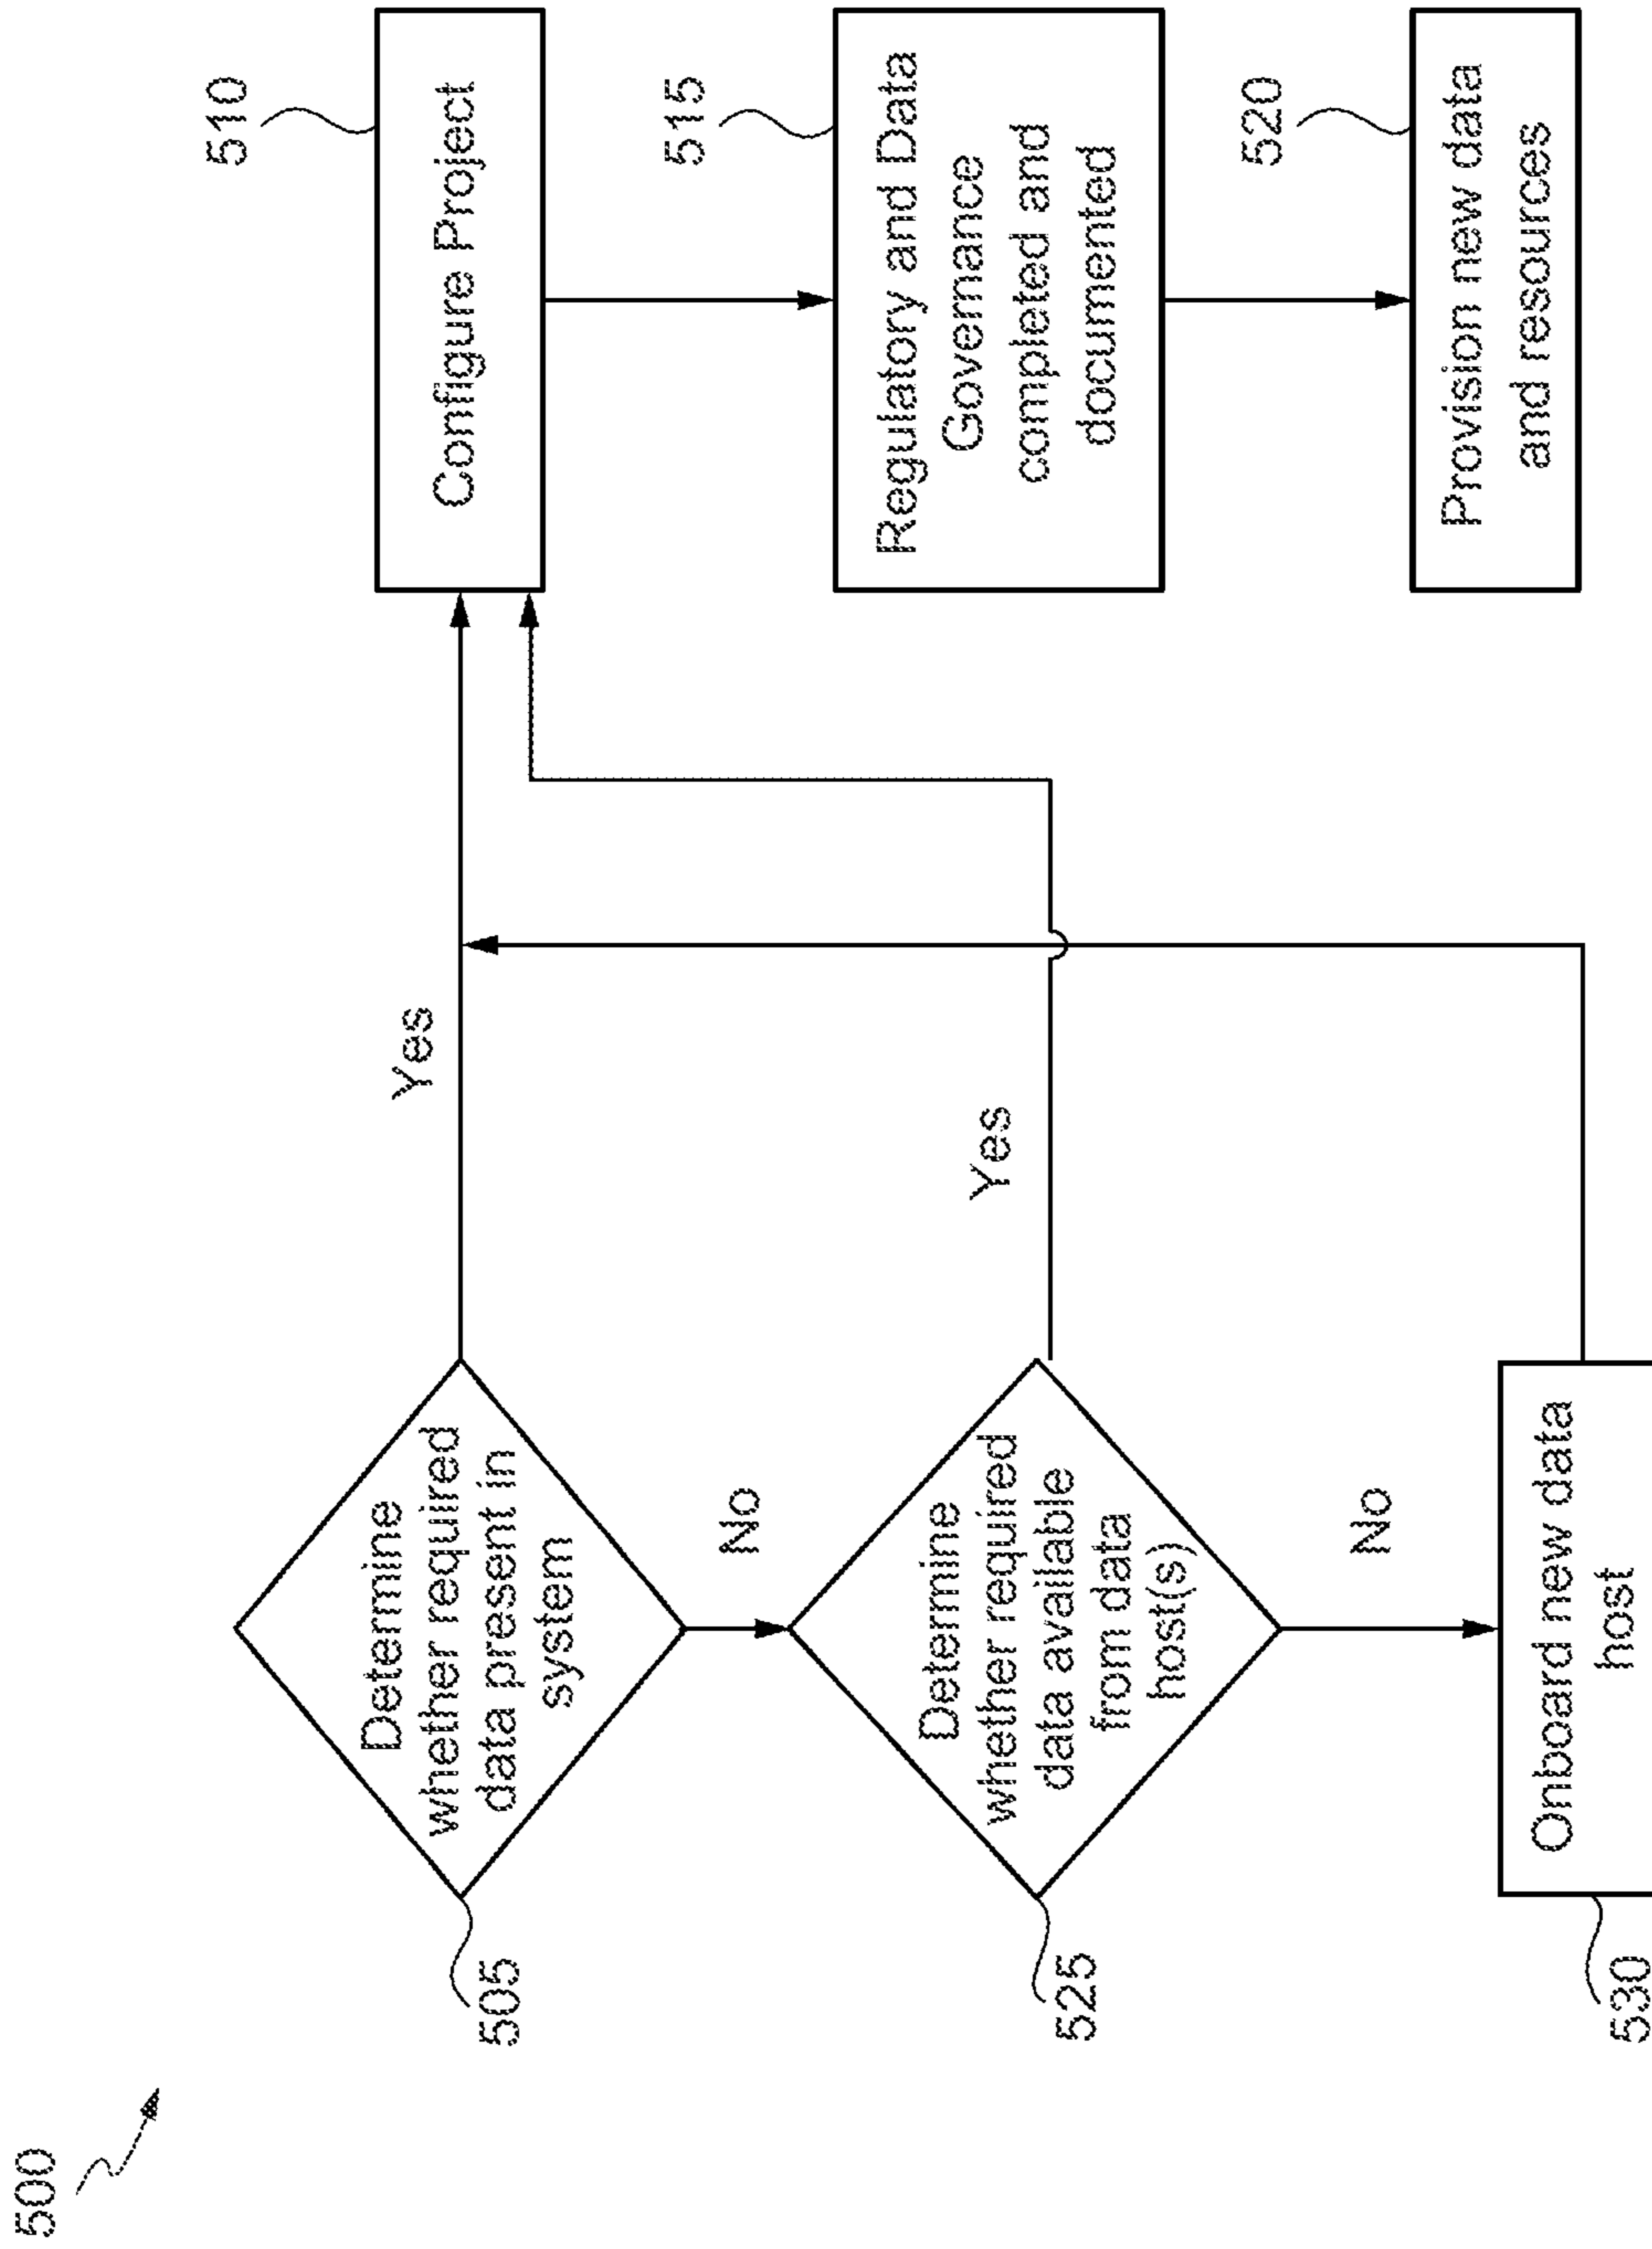 500
505
Determine
whether required
data present in
system
Yes
510
Configure Project
No
525
Determine
whether required
data available
from data
host(s)
Yes
515
Regulatory and Data
Governance
completed and
documented
No
530
Onboard new data
host
520
Provision new data
and resources